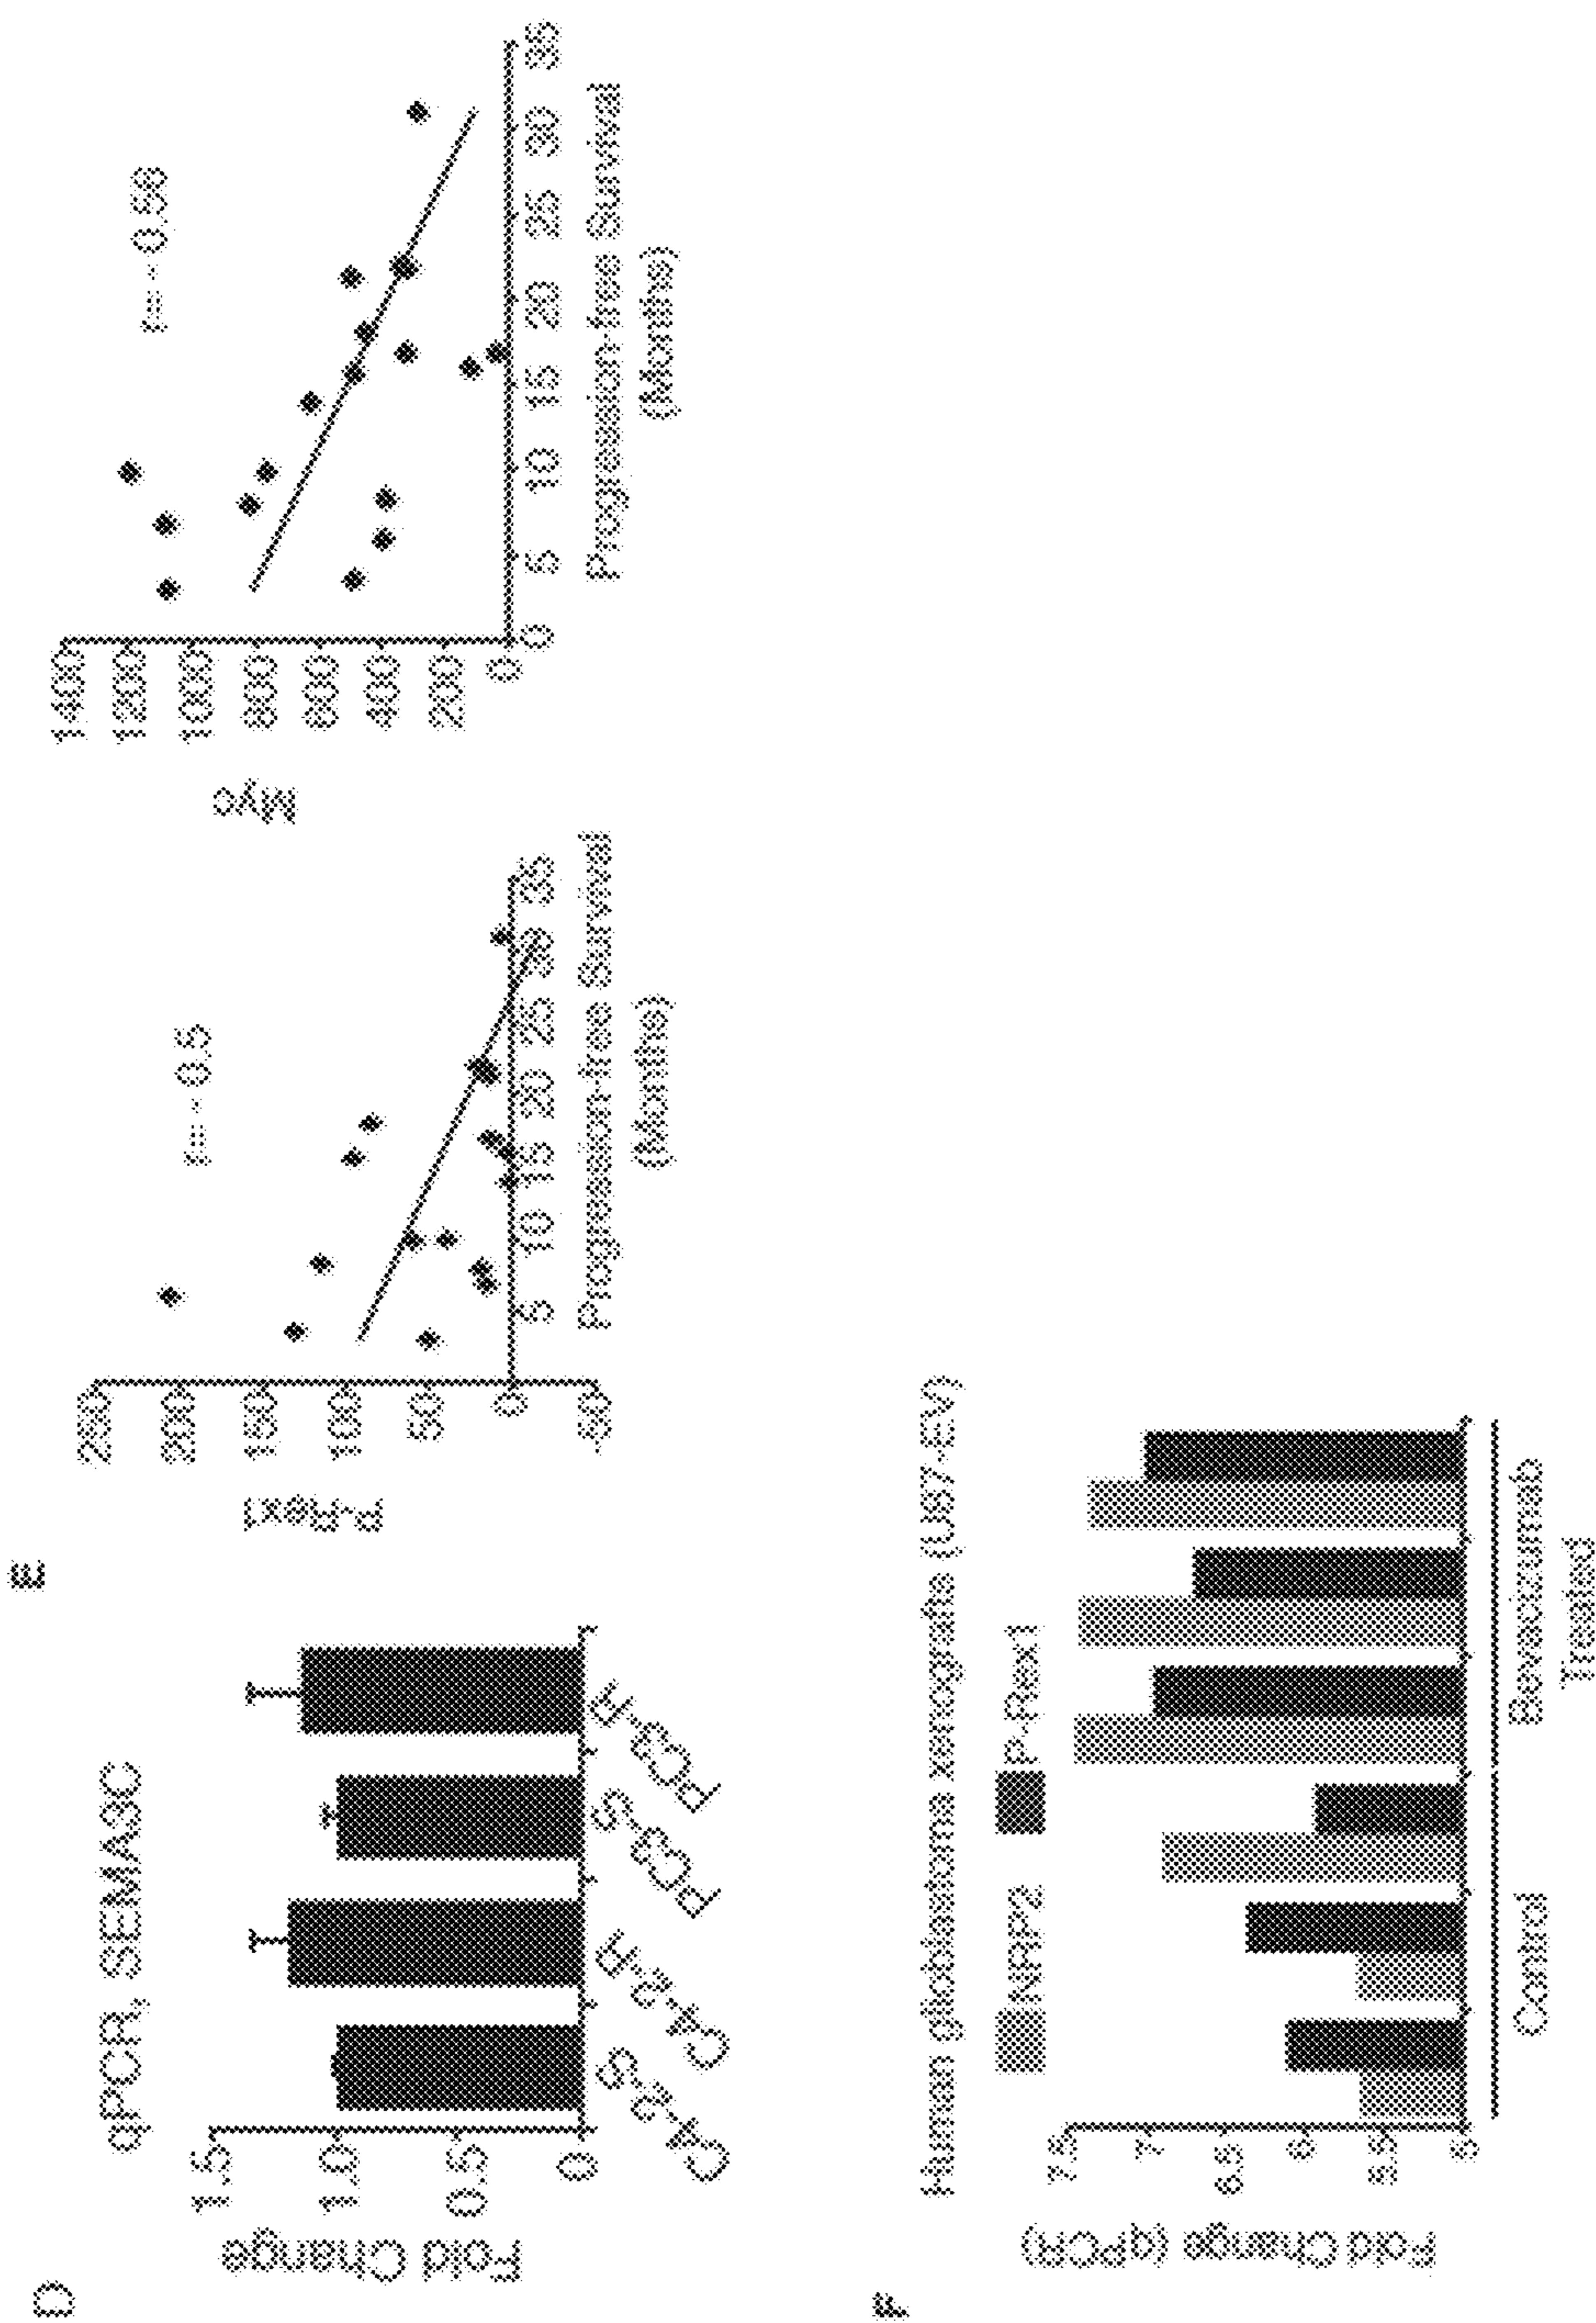 D
qPCR, SEMA3C
Fold Change
1.5
1.0
0.5
0
C4-2-S
C4-2-R
PC3-S
PC3-R
E
P-Rex1
250
200
150
100
50
0
-50
r= - 0.5
5 10 15 20 25 30 35
Progression-free Survival
(Months)
Myc
1400
1200
1000
800
600
400
200
0
r= - 0.56
0 5 10 15 20 25 30 35
Progression-free Survival
(Months)
F
Human glioblastoma xenografts (U87-EV)
NRP2 P-Rex1
Fold Change (qPCR)
7.5
7
6.5
6
5.5
5
Control
Bevacizumab
Treated